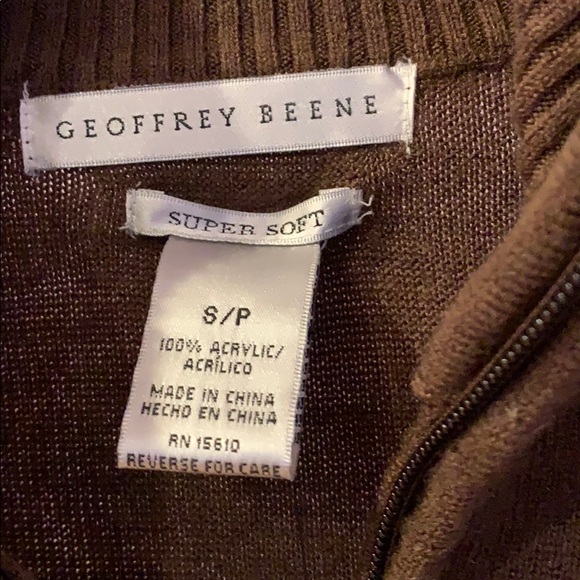 GEOFFREY BEENE
SUPER SOFT
S/P
100% ACRYLIC/
ACRÍLICO
MADE IN CHINA
HECHO EN CHINA
RN 15610
REVERSE FOR CARE